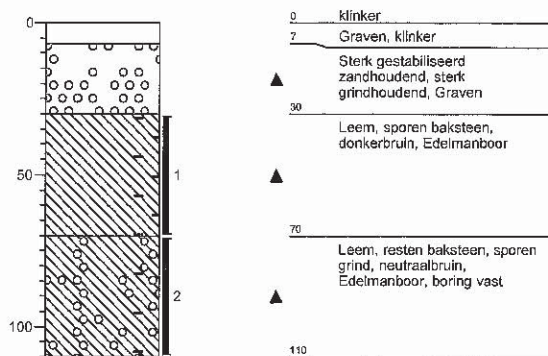 0
50
100
1
2
0 klinker
7 Graven, klinker
Sterk gestabiliseerd
zandhoudend, sterk
grindhoudend, Graven
30
Leem, sporen baksteen,
donkerbruin, Edelmanboor
70
Leem, resten baksteen, sporen
grind, neutraalbruin,
Edelmanboor, boring vast
110